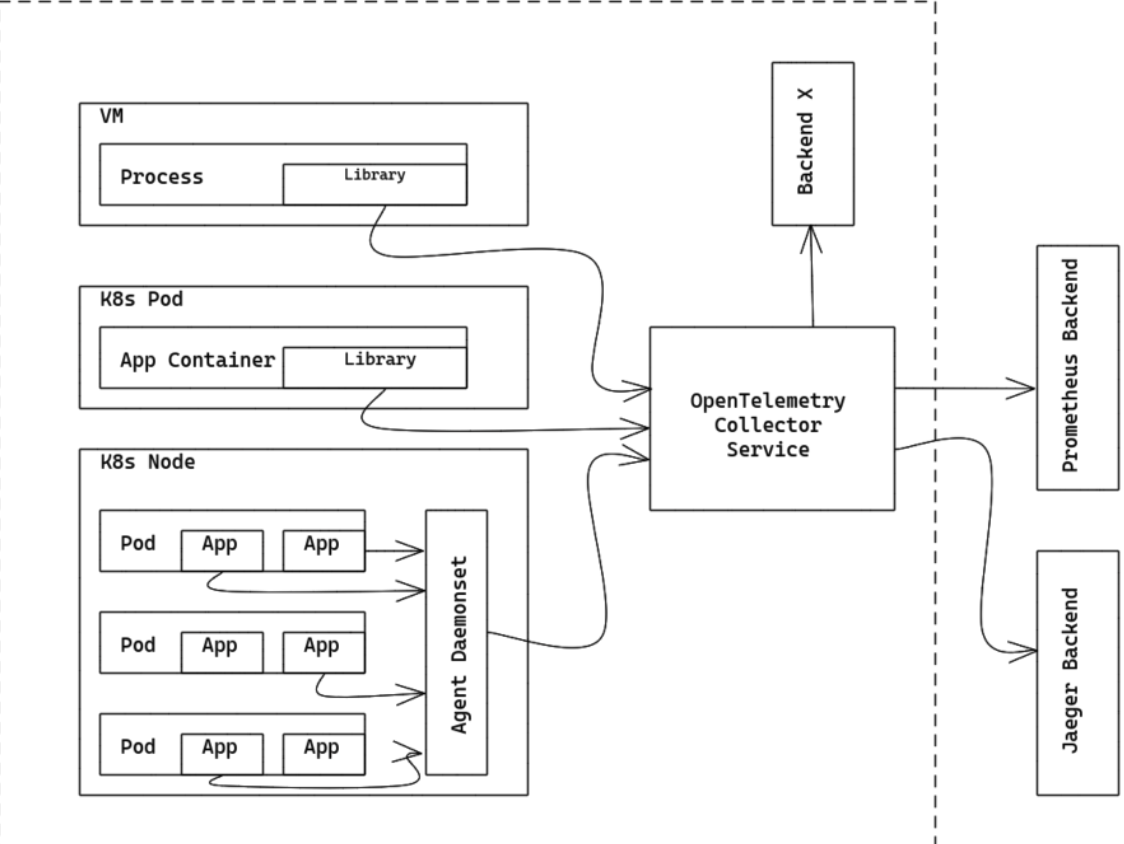 VM
Process
Library
K8s Pod
App Container
Library
K8s Node
Pod
App
App
Pod
App
App
Pod
App
App
Agent Daemonset
OpenTelemetry
Collector
Service
Backend X
Prometheus Backend
Jaeger Backend